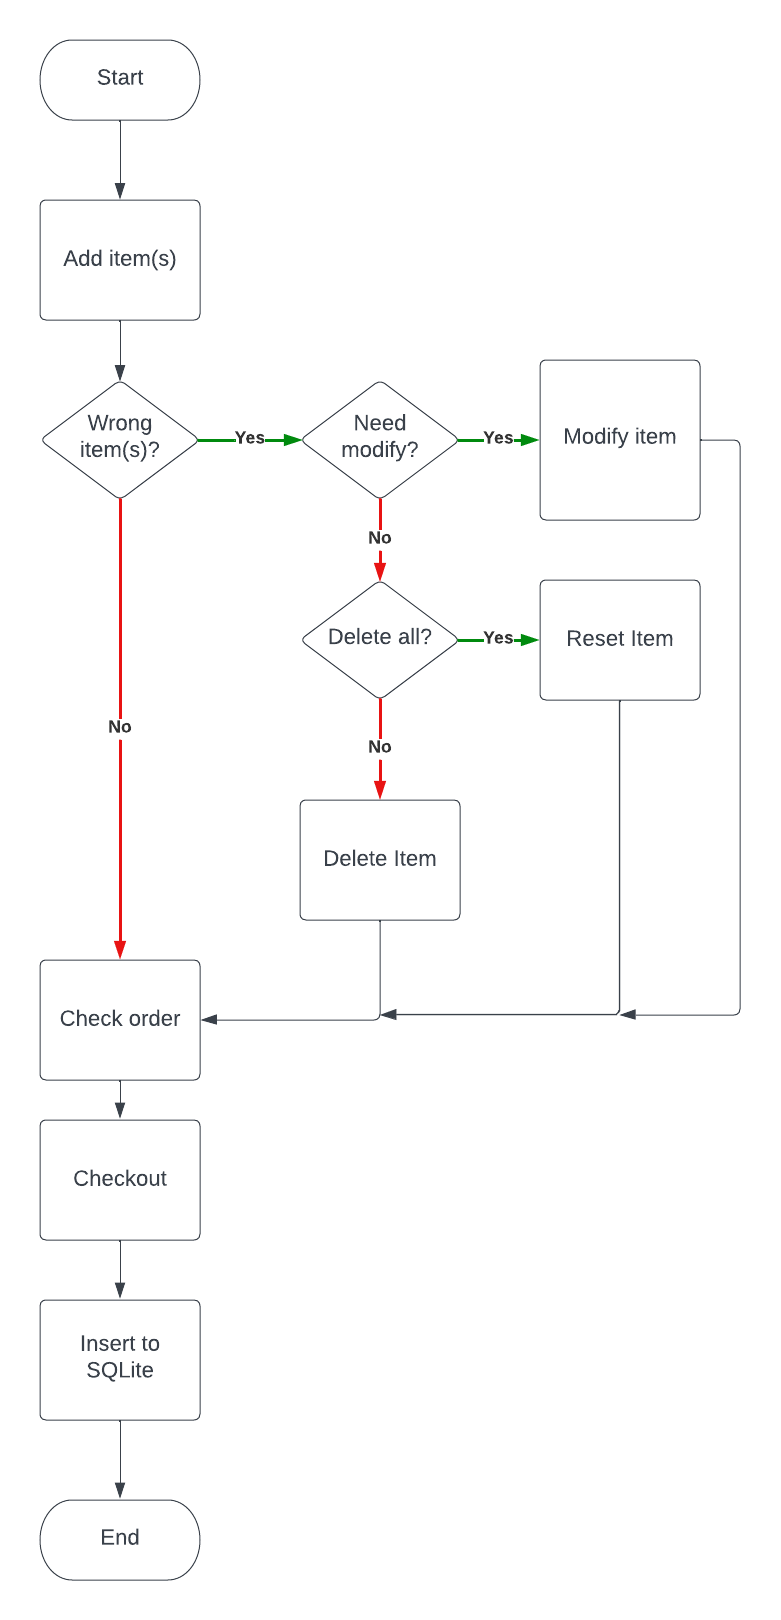 Start
Add item(s)
Wrong
item(s)?
Yes
Need
modify?
Yes
Modify item
No
Delete all?
Yes
Reset Item
No
No
Delete Item
Check order
Checkout
Insert to
SQLite
End